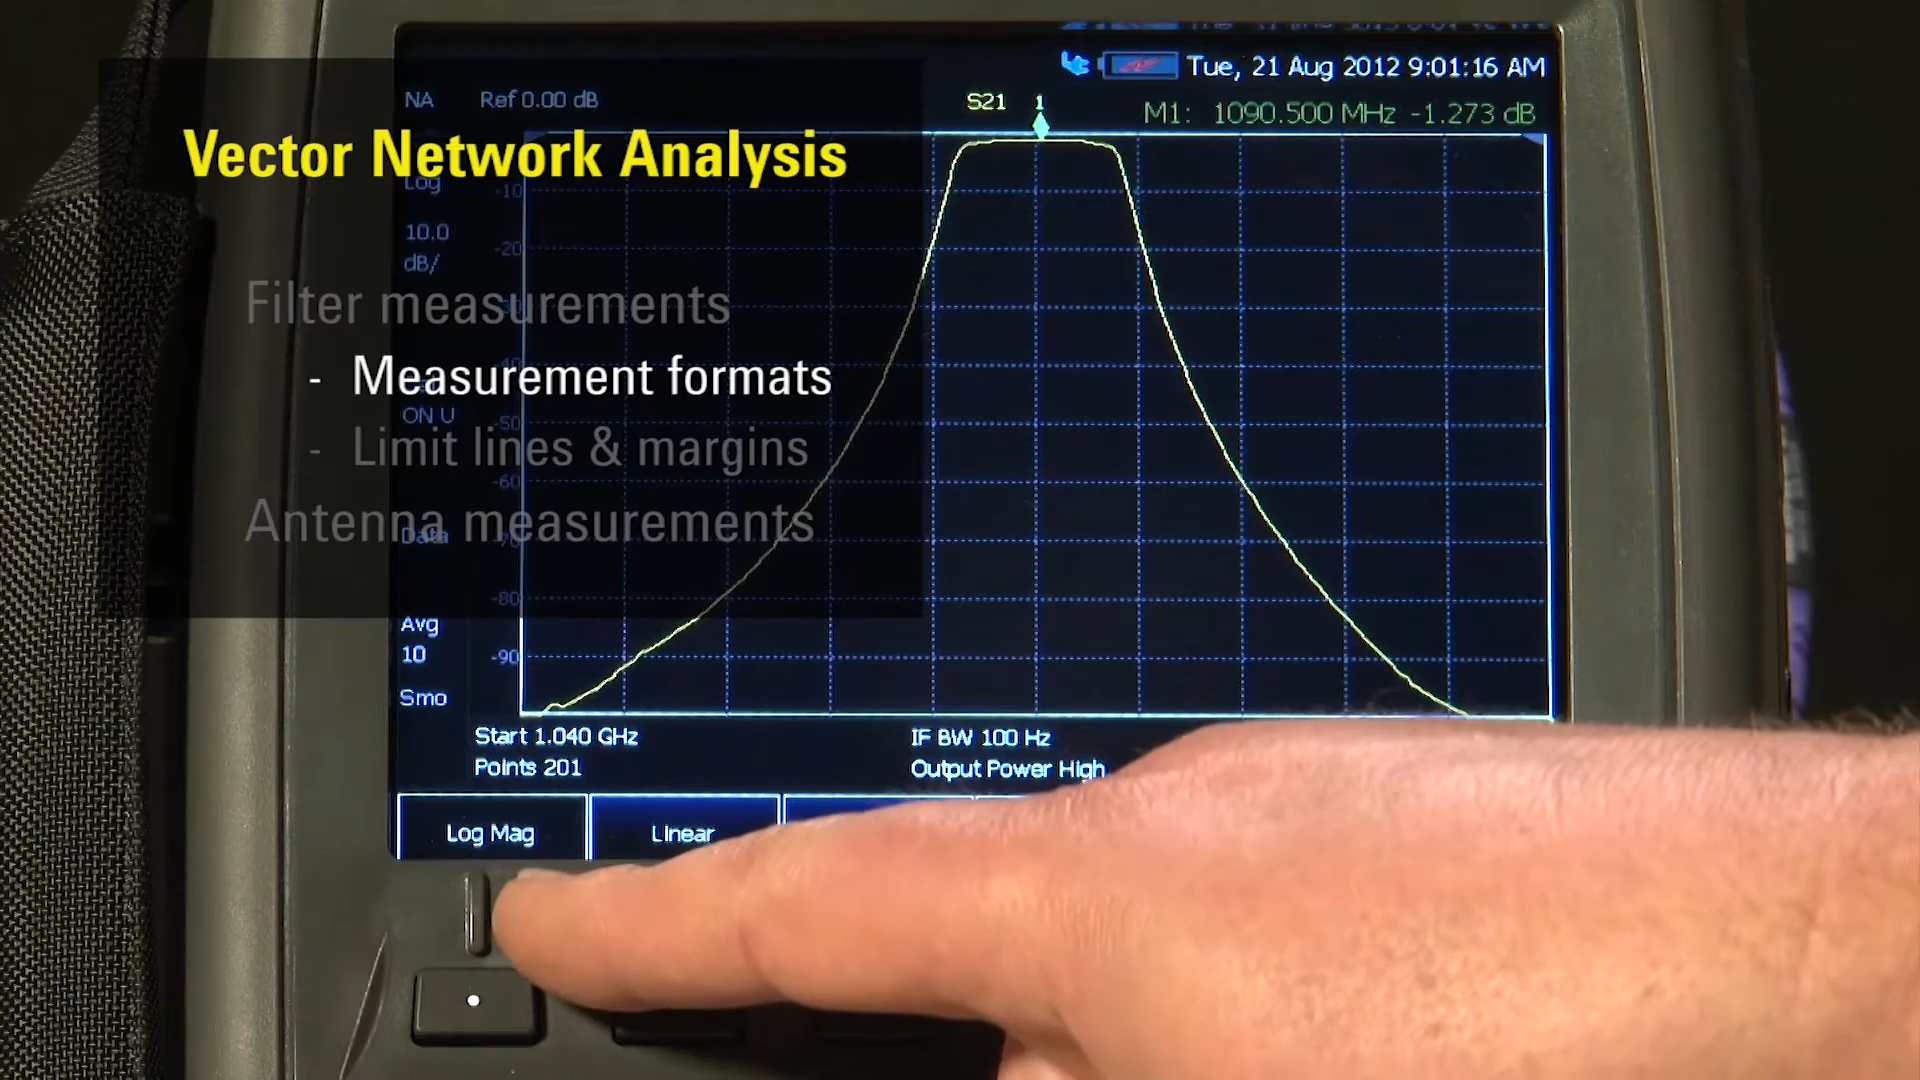 Tue, 21 Aug 2012 9:01:16 AM
NA
Ref 0.00 dB
S21 1
M1: 1090.500 MHz -1.273 dB
Vector Network Analysis
Log
-10
10.0
dB/
-20
Filter measurements
- Measurement formats
ON U
-50
- Limit lines & margins
-60
Antenna measurements
Data
-80
Avg
10
-90
Smo
Start 1.040 GHz
IF BW 100 Hz
Points 201
Output Power High
Log Mag
Linear